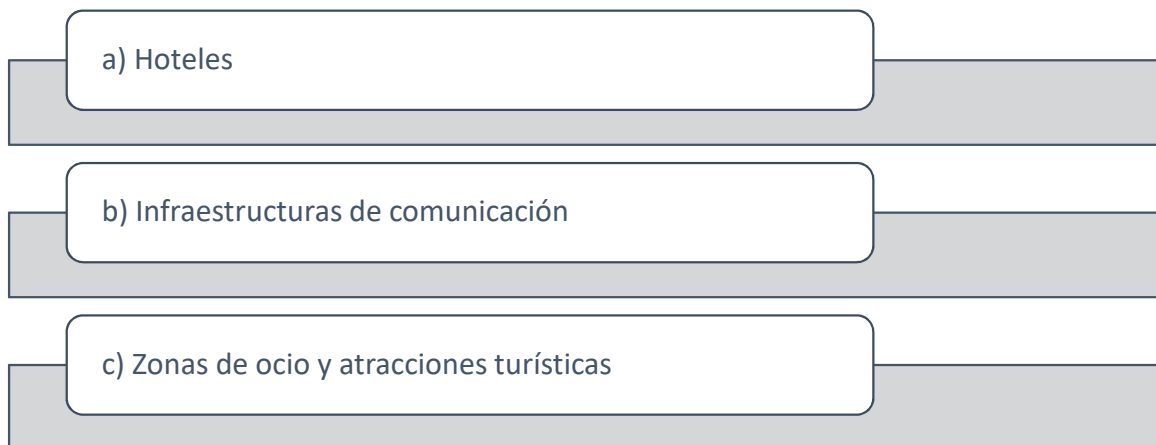 a) Hoteles
b) Infraestructuras de comunicación
c) Zonas de ocio y atracciones turísticas